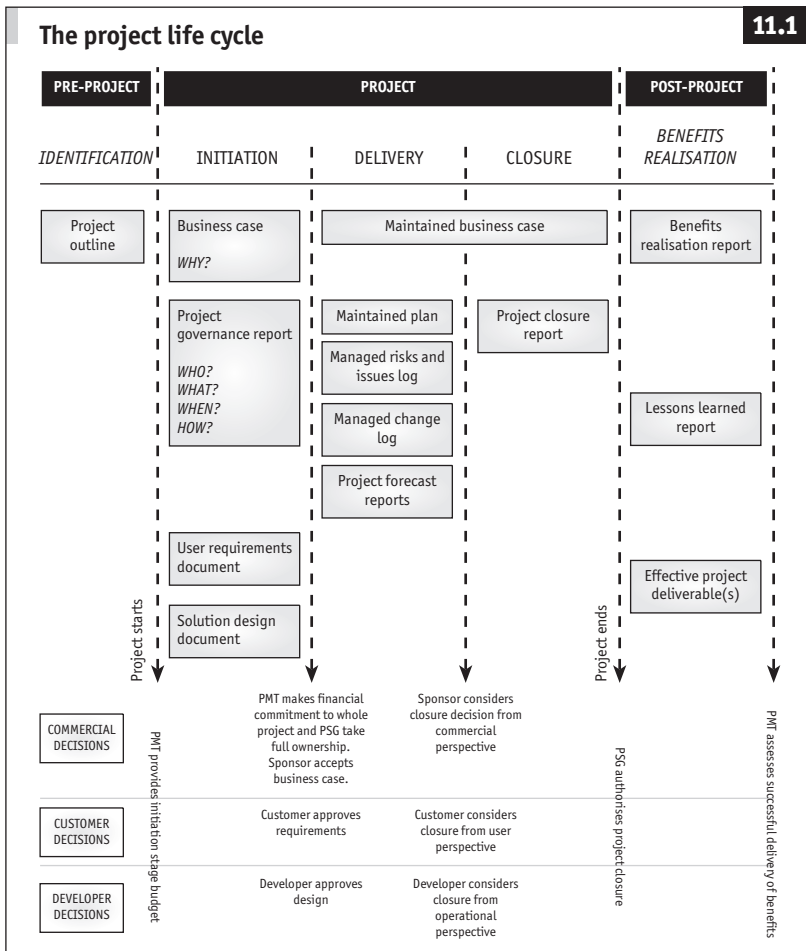 The project life cycle
11.1
PRE-PROJECT
PROJECT
POST-PROJECT
IDENTIFICATION
INITIATION
DELIVERY
CLOSURE
BENEFITS
REALISATION
Project
outline
Business case
WHY?
Maintained business case
Benefits
realisation report
Project
governance report
WHO?
WHAT?
WHEN?
HOW?
Maintained plan
Managed risks and
issues log
Managed change
log
Project forecast
reports
Project closure
report
Lessons learned
report
User requirements
document
Solution design
document
Effective project
deliverable(s)
Project starts
Project ends
COMMERCIAL
DECISIONS
PMT provides initiation stage budget
PMT makes financial
commitment to whole
project and PSG take
full ownership.
Sponsor accepts
business case.
Sponsor considers
closure decision from
commercial
perspective
PSG authorises project closure
PMT assesses successful delivery of benefits
CUSTOMER
DECISIONS
Customer approves
requirements
Customer considers
closure from user
perspective
DEVELOPER
DECISIONS
Developer approves
design
Developer considers
closure from
operational
perspective